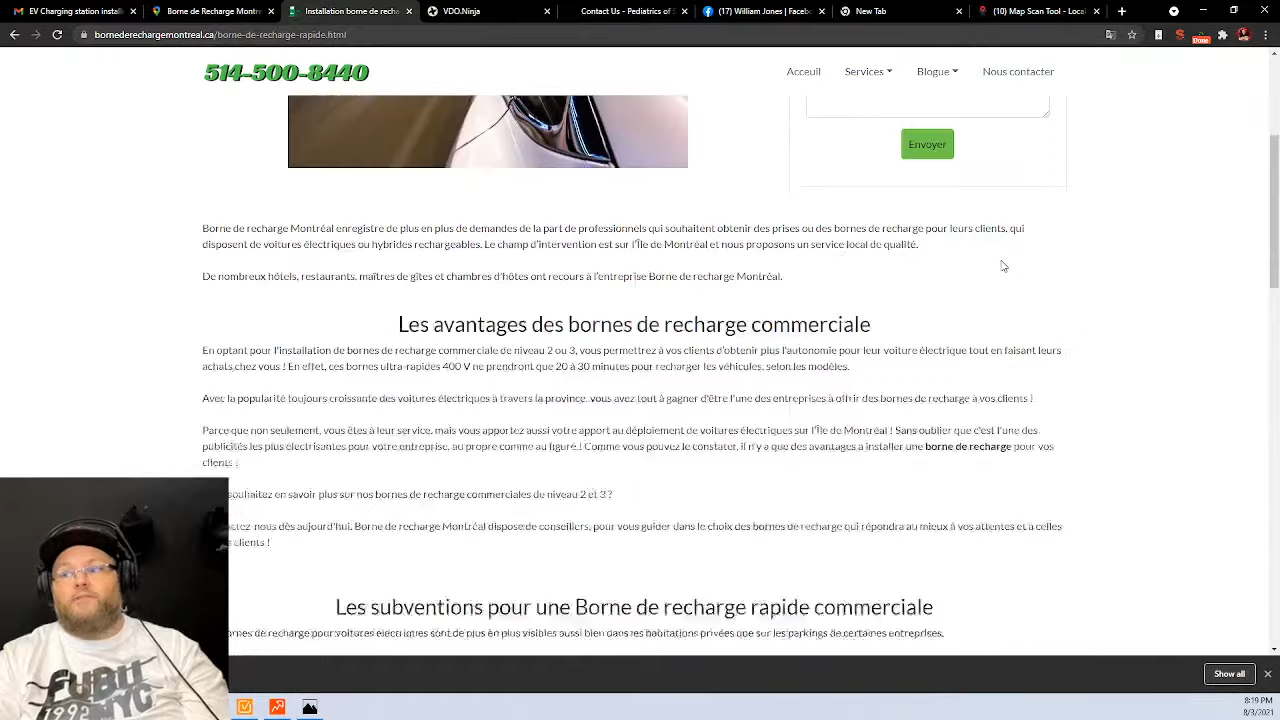 EV Charging station install
Borne de Recharge Montre
Installation borne de recha
VDO.Ninja
Contact Us - Pediatrics of S
(17) William Jones | Facebo
New Tab
(10) Map Scan Tool - Local
bornederechargemontreal.ca/borne-de-recharge-rapide.html
Done
514-500-8440
Acceuil
Services
Blogue
Nous contacter
Envoyer
Borne de recharge Montréal enregistre de plus en plus de demandes de la part de professionnels qui souhaitent obtenir des prises ou des bornes de recharge pour leurs clients, qui
disposent de voitures électriques ou hybrides rechargeables. Le champ d'intervention est sur l'Île de Montréal et nous proposons un service local de qualité.
De nombreux hôtels, restaurants, maîtres de gîtes et chambres d'hôtes ont recours à l'entreprise Borne de recharge Montréal.
Les avantages des bornes de recharge commerciale
En optant pour l'installation de bornes de recharge commerciale de niveau 2 ou 3, vous permettrez à vos clients d'obtenir plus l'autonomie pour leur voiture électrique tout en faisant leurs
achats chez vous ! En effet, ces bornes ultra-rapides 400 V ne prendront que 20 à 30 minutes pour recharger les véhicules, selon les modèles.
Avec la popularité toujours croissante des voitures électriques à travers la province, vous avez tout à gagner d'être l'une des entreprises à offrir des bornes de recharge à vos clients !
Parce que non seulement, vous êtes à leur service, mais vous apportez aussi votre apport au déploiement de voitures électriques sur l'Île de Montréal ! Sans oublier que c'est l'une des
publicités les plus électrisantes pour votre entreprise, au propre comme au figuré ! Comme vous pouvez le constater, il n'y a que des avantages a installer une borne de recharge pour vos
clients !
souhaitez en savoir plus sur nos bornes de recharge commerciales de niveau 2 et 3 ?
ctez-nous dès aujourd'hui. Borne de recharge Montréal dispose de conseillers, pour vous guider dans le choix des bornes de recharge qui répondra au mieux à vos attentes et à celles
clients !
Les subventions pour une Borne de recharge rapide commerciale
ornes de recharge pour voitures électriques sont de plus en plus visibles aussi bien dans les habitations privées que sur les parkings de certaines entreprises.
FUBU
NYC
1992
Show all
8:19 PM
8/3/2021